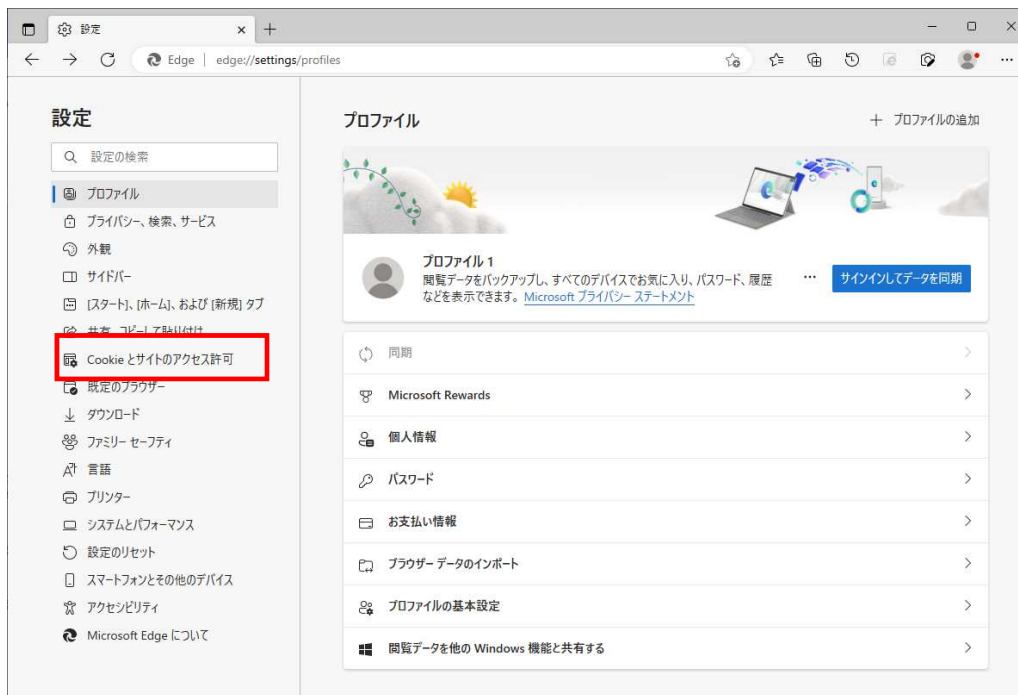 設定
Edge | edge://settings/profiles
設定
設定の検索
プロファイル
プライバシー、検索、サービス
外観
サイドバー
[スタート]、[ホーム]、および [新規] タブ
共有、コピーして貼り付け
Cookie とサイトのアクセス許可
既定のブラウザー
ダウンロード
ファミリー セーフティ
言語
プリンター
システムとパフォーマンス
設定のリセット
スマートフォンとその他のデバイス
アクセシビリティ
Microsoft Edge について
プロファイル
プロファイルの追加
プロファイル 1
閲覧データをバックアップし、すべてのデバイスでお気に入り、パスワード、履歴
などを表示できます。Microsoft プライバシー ステートメント
サインインしてデータを同期
同期
Microsoft Rewards
個人情報
パスワード
お支払い情報
ブラウザー データのインポート
プロファイルの基本設定
閲覧データを他の Windows 機能と共有する